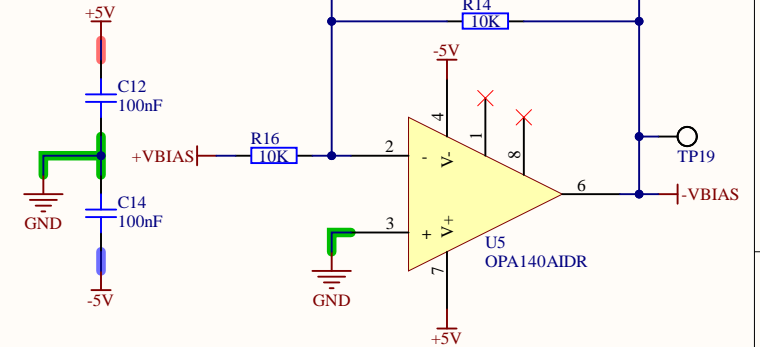 +5V
C12
100nF
GND
C14
100nF
-5V
R14
10K
-5V
4
1
8
+VBIAS
R16
10K
2
-
V-
6
TP19
-VBIAS
3
+
V+
GND
7
U5
OPA140AIDR
+5V